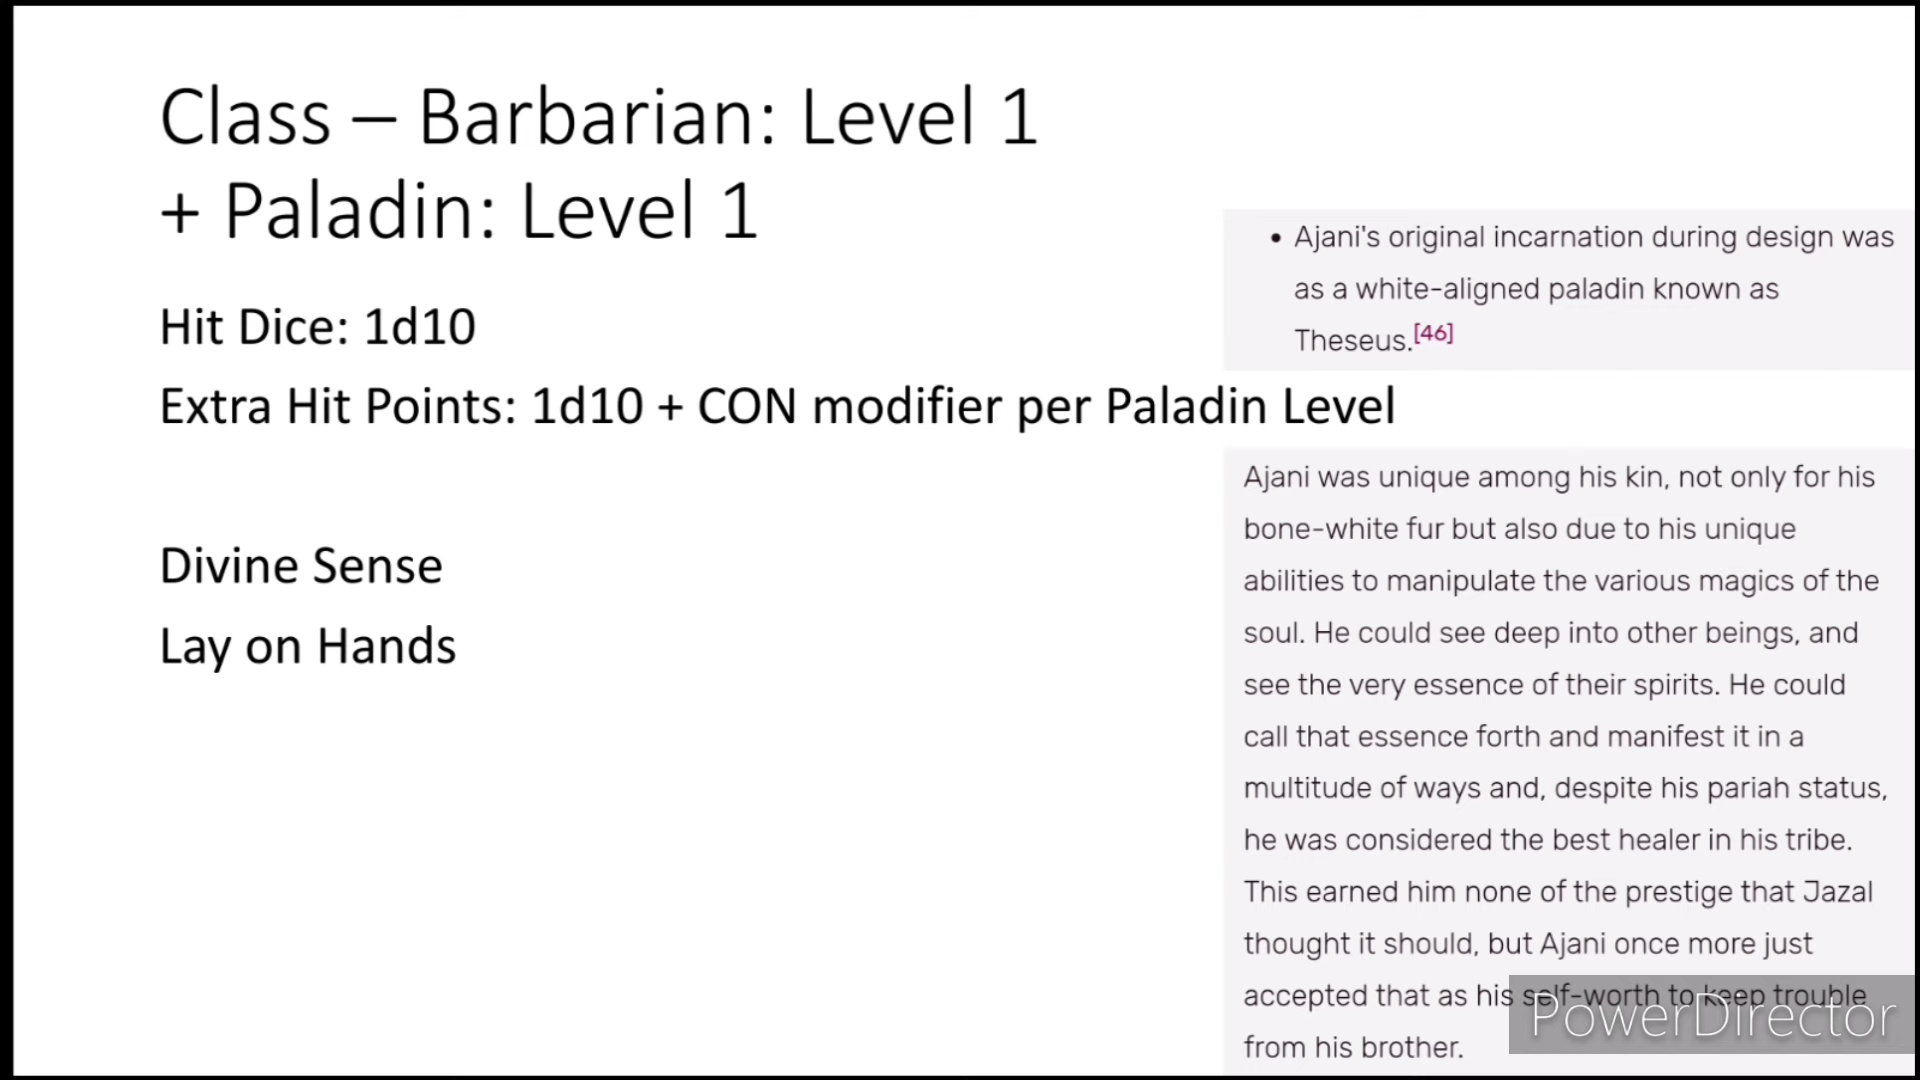 Class – Barbarian: Level 1
+ Paladin: Level 1
Hit Dice: 1d10
Extra Hit Points: 1d10 + CON modifier per Paladin Level
Divine Sense
Lay on Hands
• Ajani's original incarnation during design was
as a white-aligned paladin known as
Theseus.[46]
Ajani was unique among his kin, not only for his
bone-white fur but also due to his unique
abilities to manipulate the various magics of the
soul. He could see deep into other beings, and
see the very essence of their spirits. He could
call that essence forth and manifest it in a
multitude of ways and, despite his pariah status,
he was considered the best healer in his tribe.
This earned him none of the prestige that Jazal
thought it should, but Ajani once more just
accepted that as his self-worth to keep trouble
from his brother.
PowerDirector